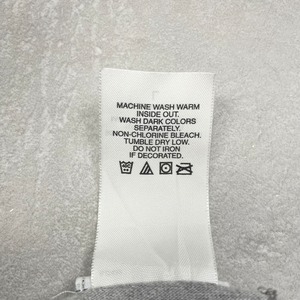 MACHINE WASH WARM
INSIDE OUT.
WASH DARK COLORS
SEPARATELY.
NON-CHLORINE BLEACH.
TUMBLE DRY LOW.
DO NOT IRON
IF DECORATED.